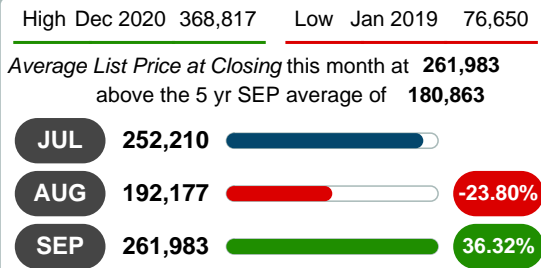 High Dec 2020 368,817 Low Jan 2019 76,650
Average List Price at Closing this month at 261,983
above the 5 yr SEP average of 180,863
JUL 252,210
AUG 192,177 -23.80%
SEP 261,983 36.32%